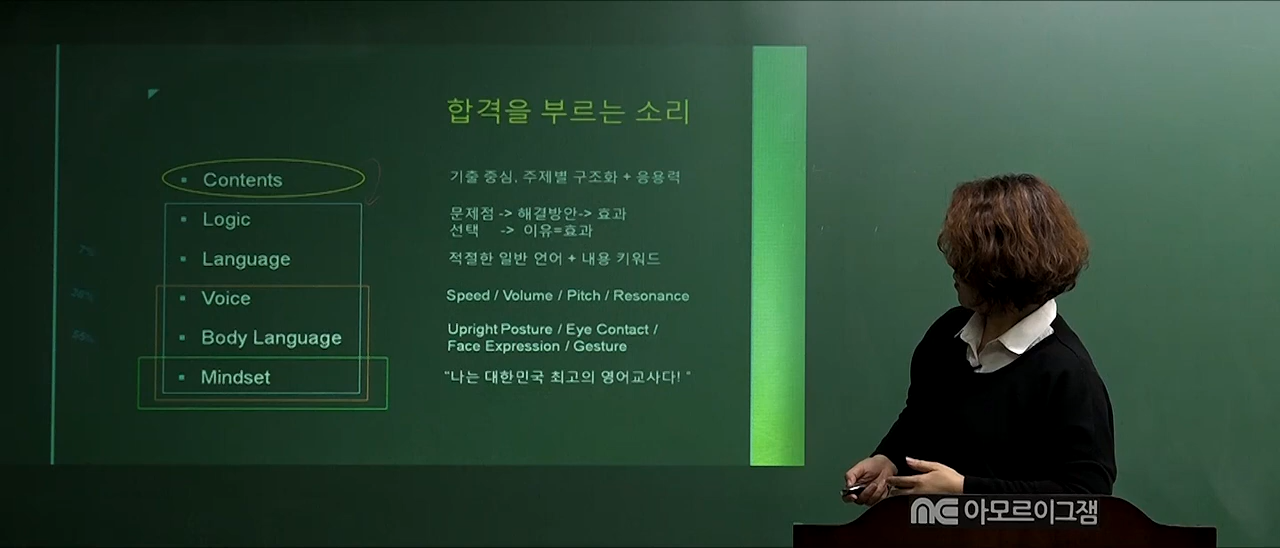 합격을 부르는 소리
▪ Contents
기출 중심, 주제별 구조화 + 응용력
▪ Logic
문제점 -> 해결방안-> 효과
선택 -> 이유=효과
▪ Language
적절한 일반 언어 + 내용 키워드
▪ Voice
Speed / Volume / Pitch / Resonance
▪ Body Language
Upright Posture / Eye Contact /
Face Expression / Gesture
▪ Mindset
"나는 대한민국 최고의 영어교사다! "
7%
38%
55%
아모르이그잼